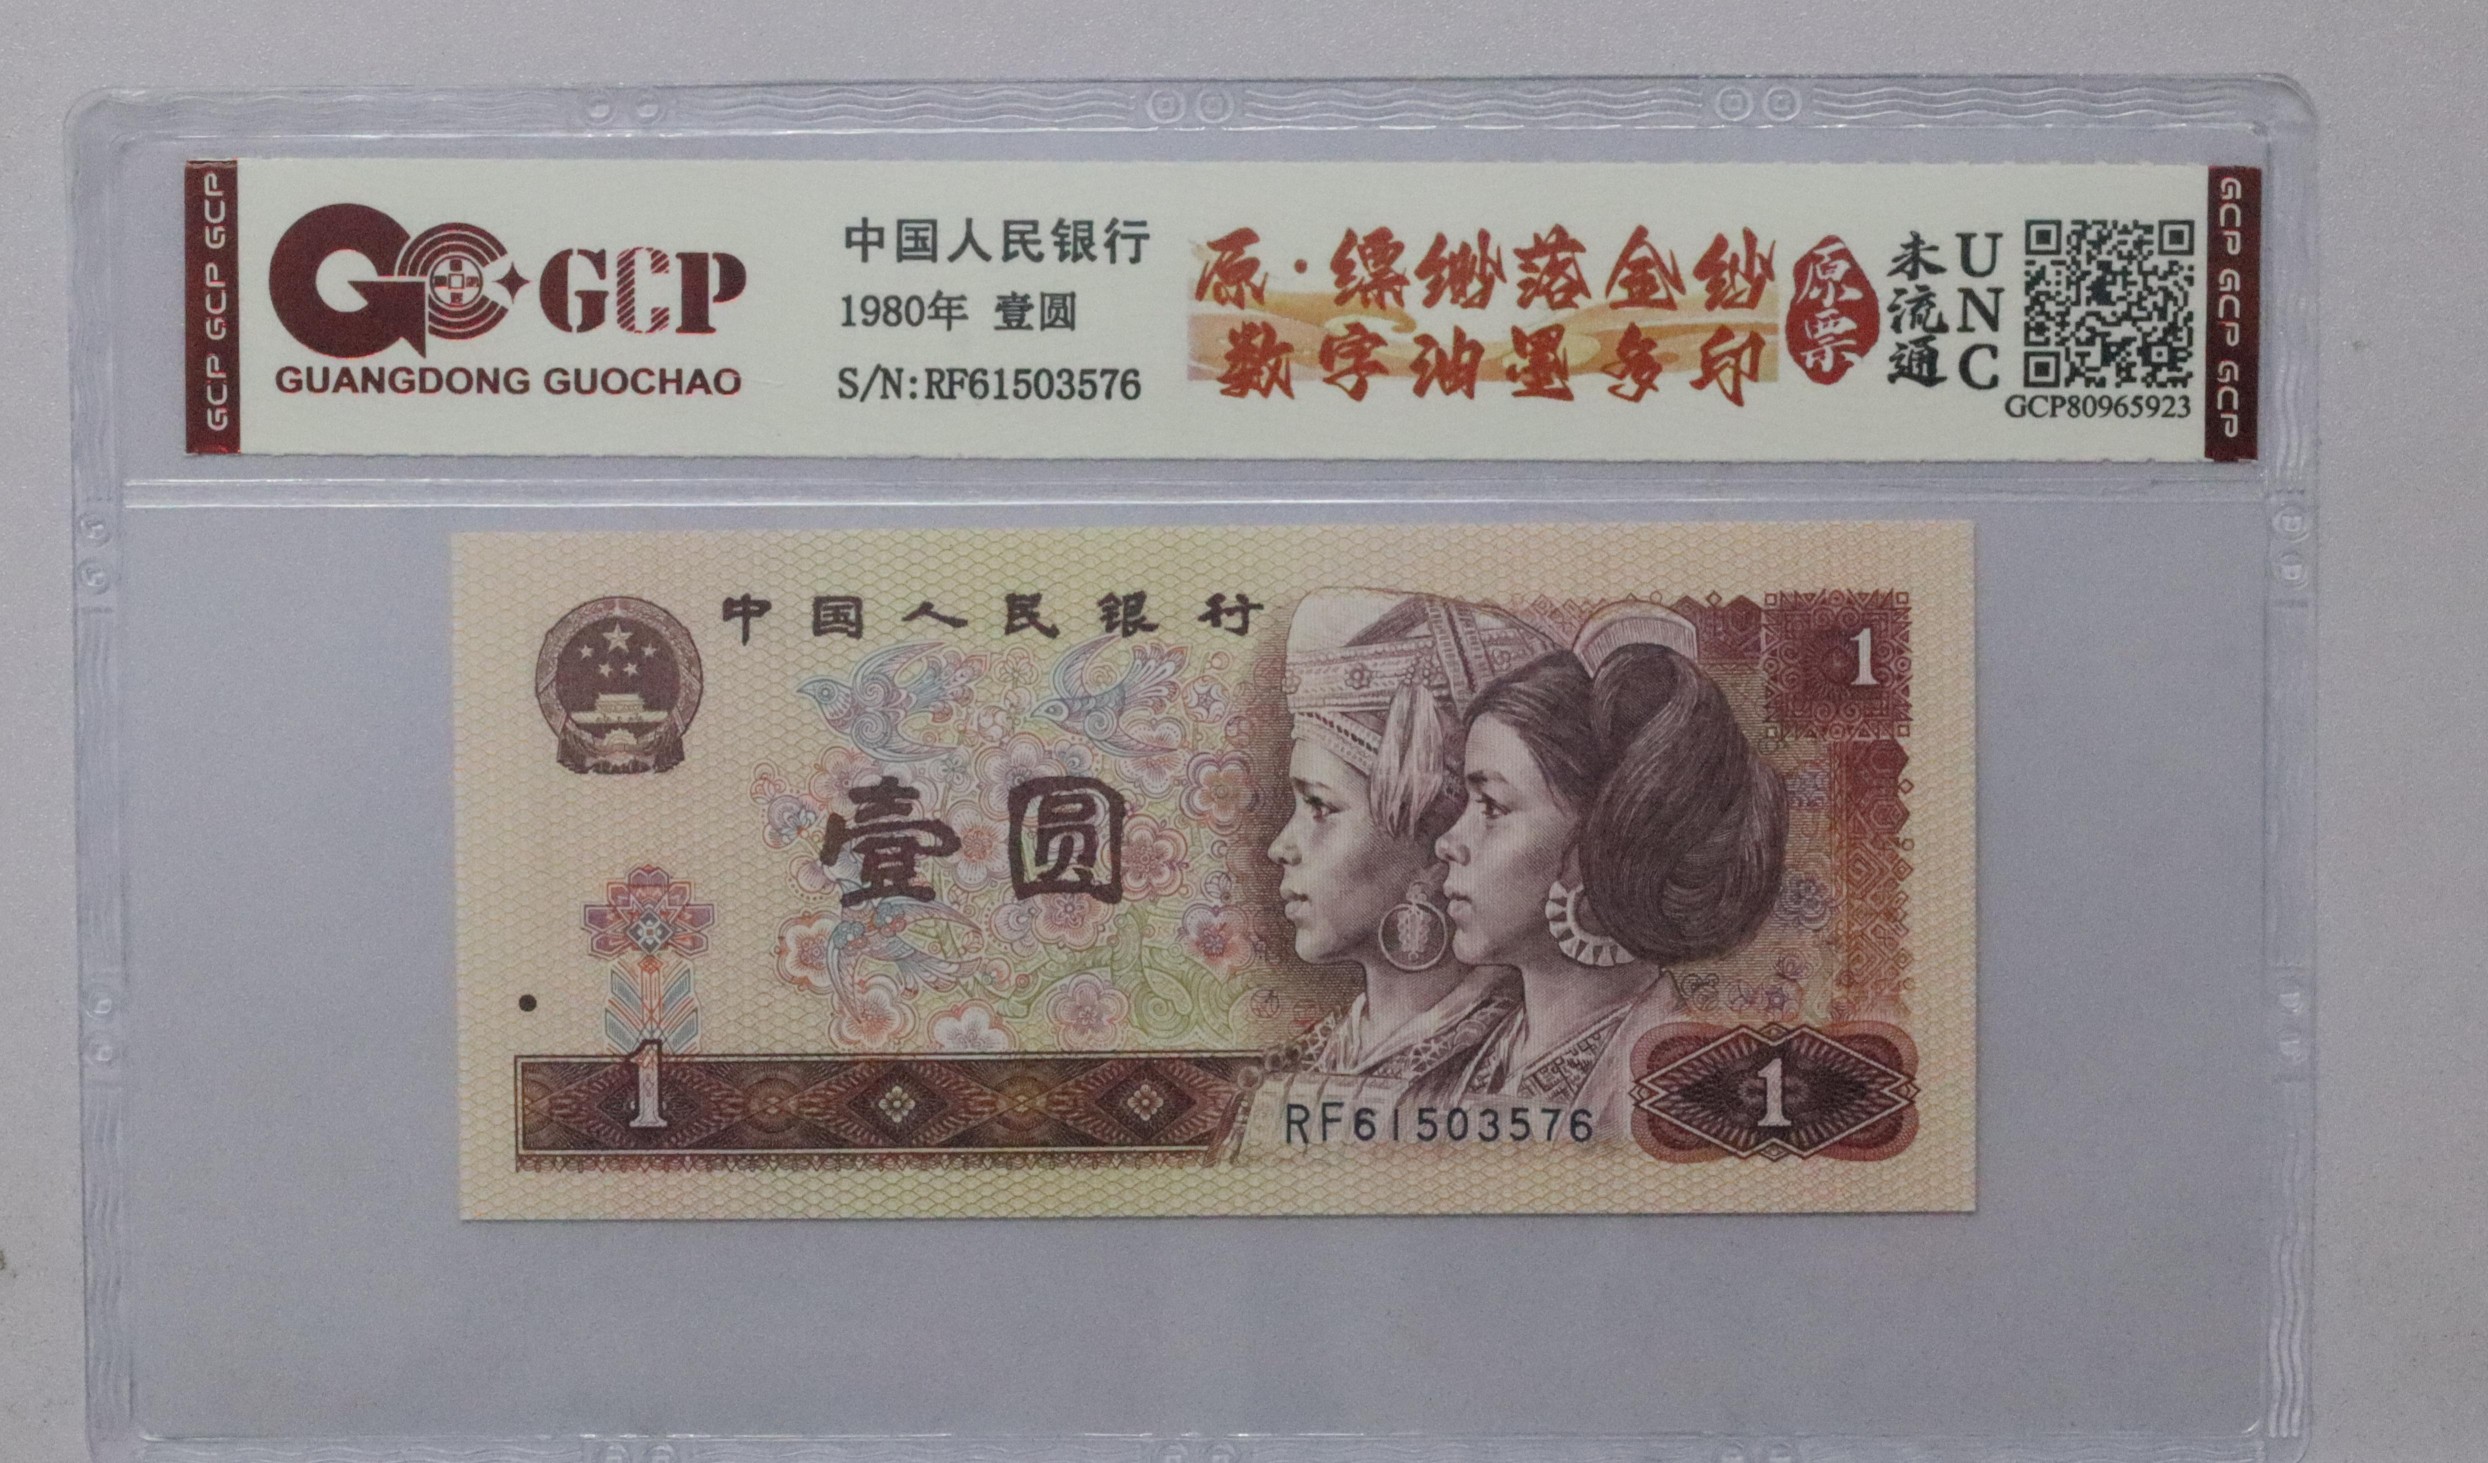 GCP GCP GCP
GCP
GUANGDONG GUOCHAO
中国人民银行
1980年 壹圆
S/N:RF61503576
原·缥缈落金纱
数字油墨多印
原票
未流通
UNC
GCP80965923
GCP GCP GCP
中国人民银行
1
壹圆
1
RF61503576
1